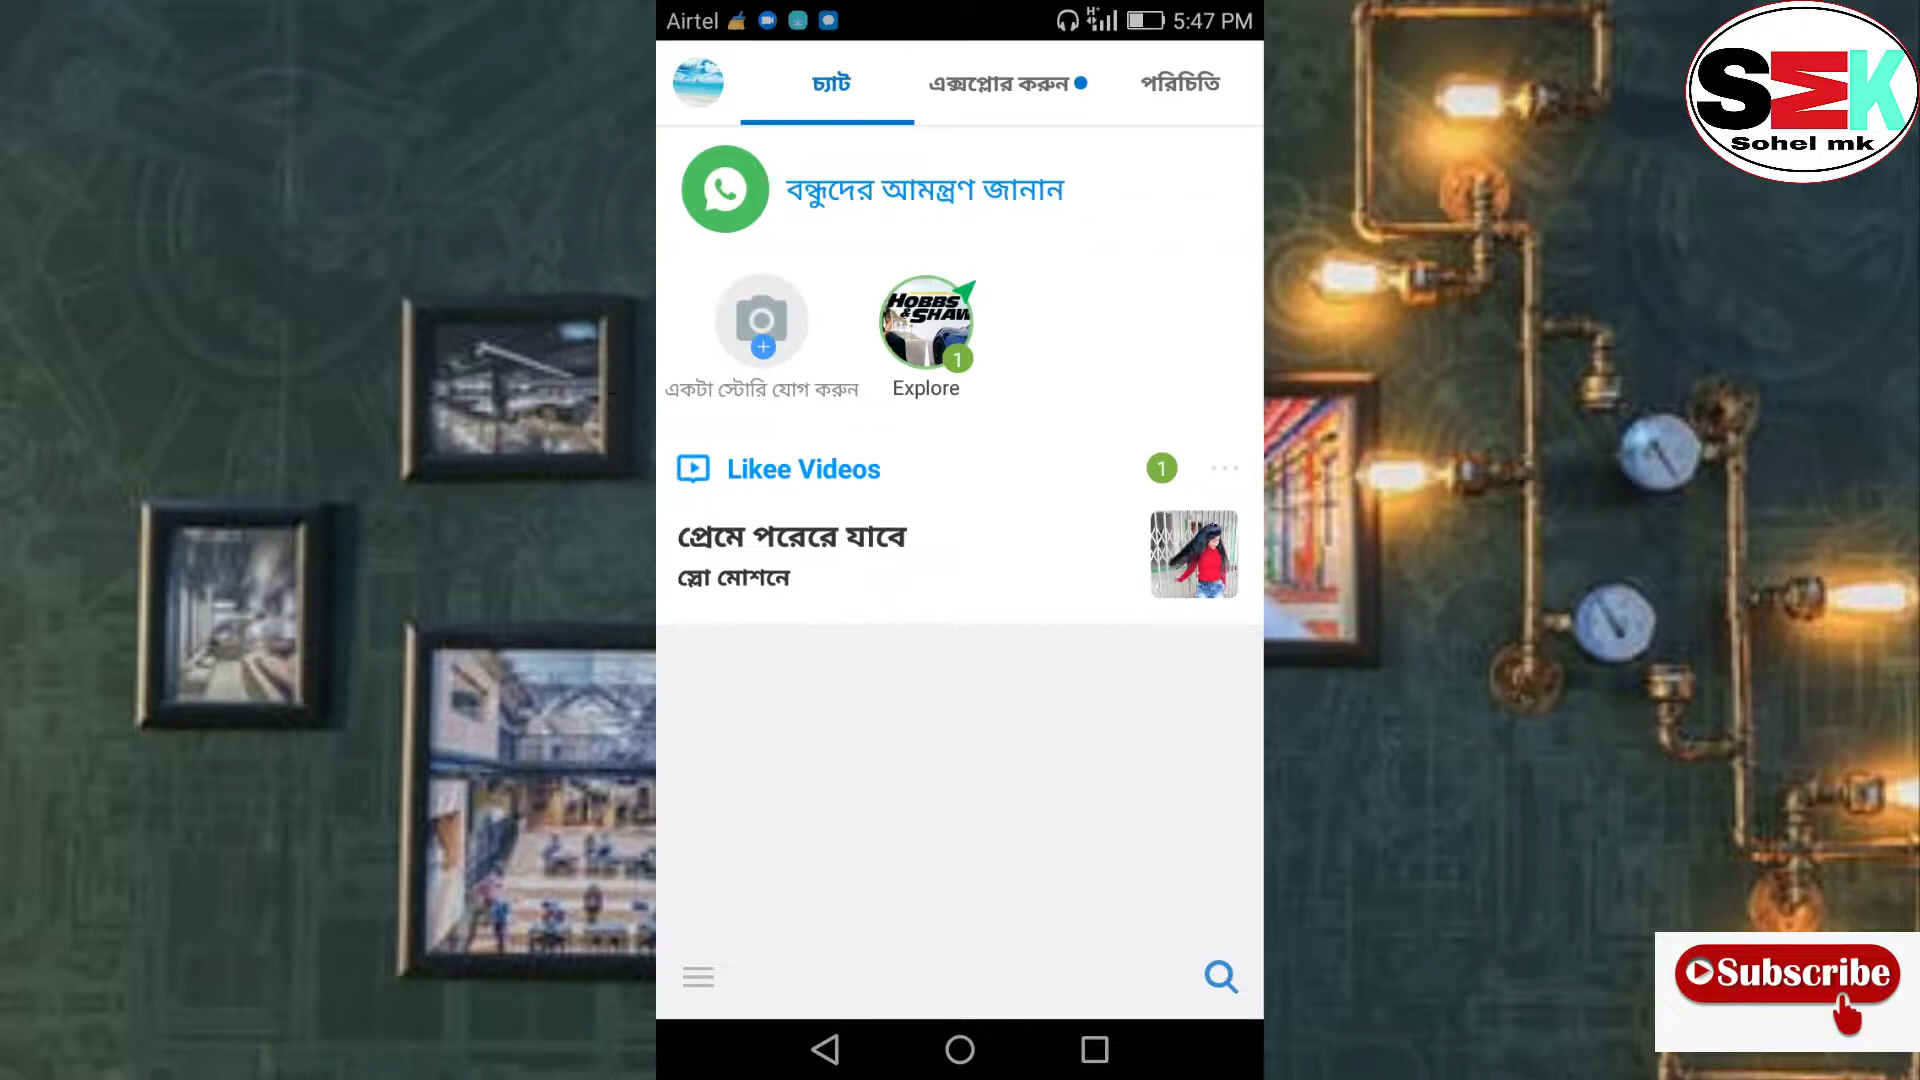 Airtel
5:47 PM
চ্যাট
এক্সপ্লোর করুন
পরিচিতি
বন্ধুদের আমন্ত্রণ জানান
HOBBS
& SHAW
1
একটা স্টোরি যোগ করুন
Explore
Likee Videos
1
প্রেমে পরেরে যাবে
স্লো মোশনে
SMK
Sohel mk
Subscribe